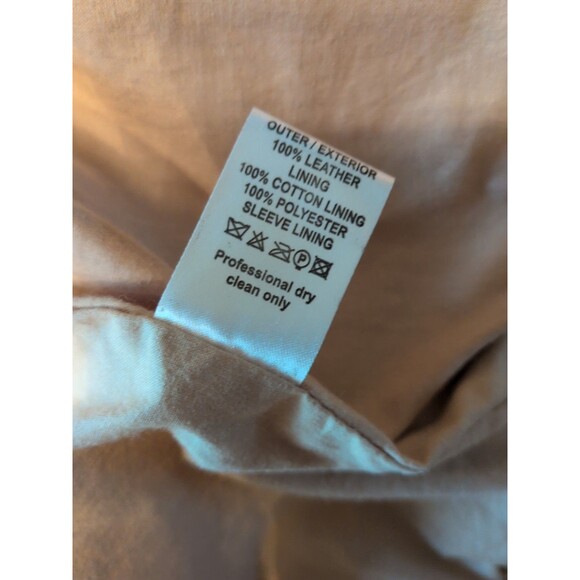 OUTER / EXTERIOR
100% LEATHER
LINING
100% COTTON LINING
100% POLYESTER
SLEEVE LINING
P
Professional dry
clean only